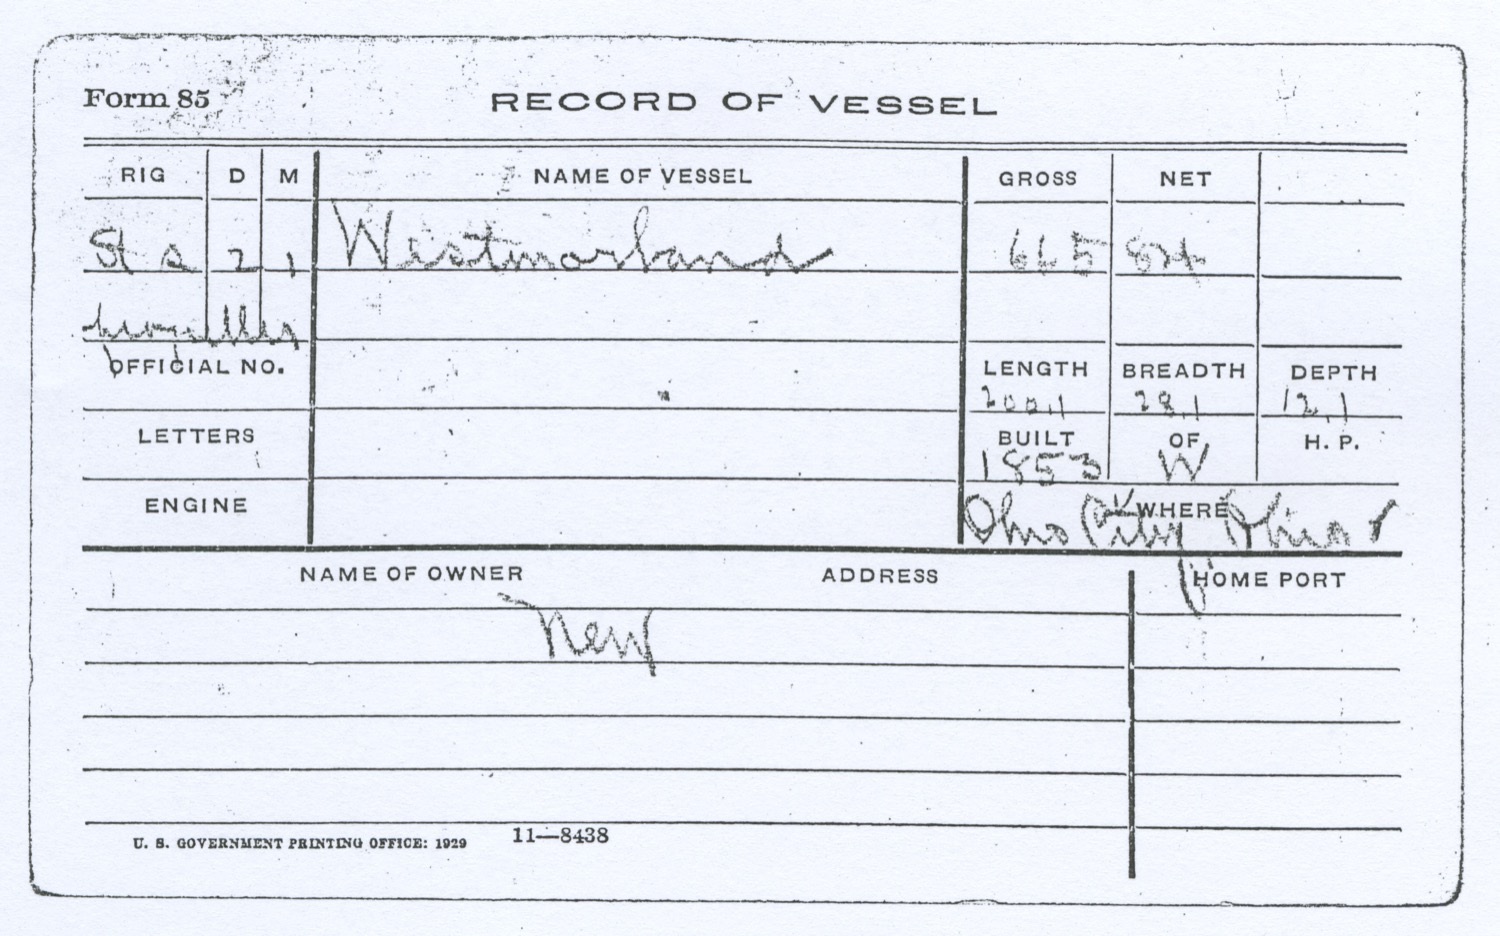 Form 85 RECORD OF VESSEL
RIG D M NAME OF VESSEL GROSS NET
St s 2 1 Westmorland 665 84
propeller
OFFICIAL NO. LENGTH BREADTH DEPTH
200.1 28.1 12.1
LETTERS BUILT OF H. P.
1853 W
ENGINE WHERE
Ohio City Ohio
NAME OF OWNER ADDRESS HOME PORT
New
U. S. GOVERNMENT PRINTING OFFICE: 1929 11—8438